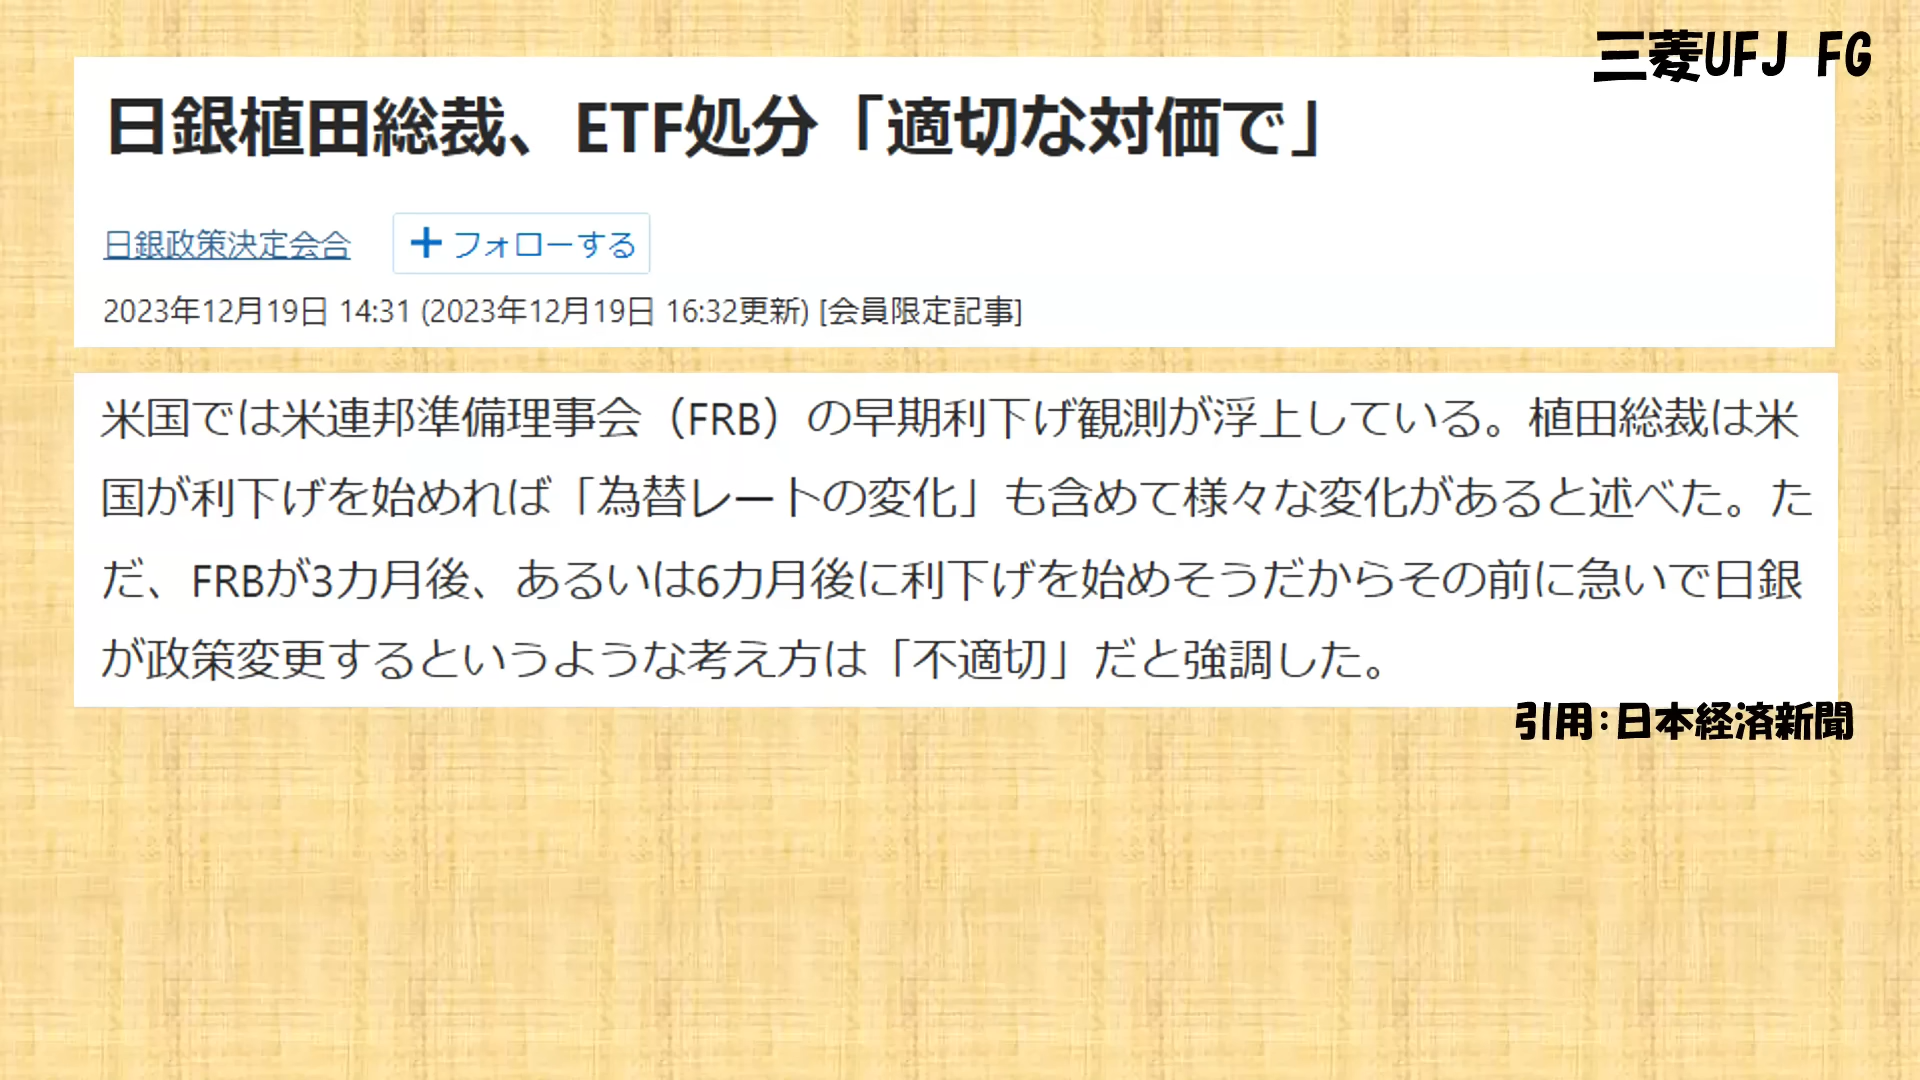 三菱UFJ FG
日銀植田総裁、ETF処分「適切な対価で」
日銀政策決定会合 +フォローする
2023年12月19日 14:31 (2023年12月19日 16:32更新) [会員限定記事]
米国では米連邦準備理事会（FRB）の早期利下げ観測が浮上している。植田総裁は米
国が利下げを始めれば「為替レートの変化」も含めて様々な変化があると述べた。た
だ、FRBが3カ月後、あるいは6カ月後に利下げを始めそうだからその前に急いで日銀
が政策変更するというような考え方は「不適切」だと強調した。
引用:日本経済新聞